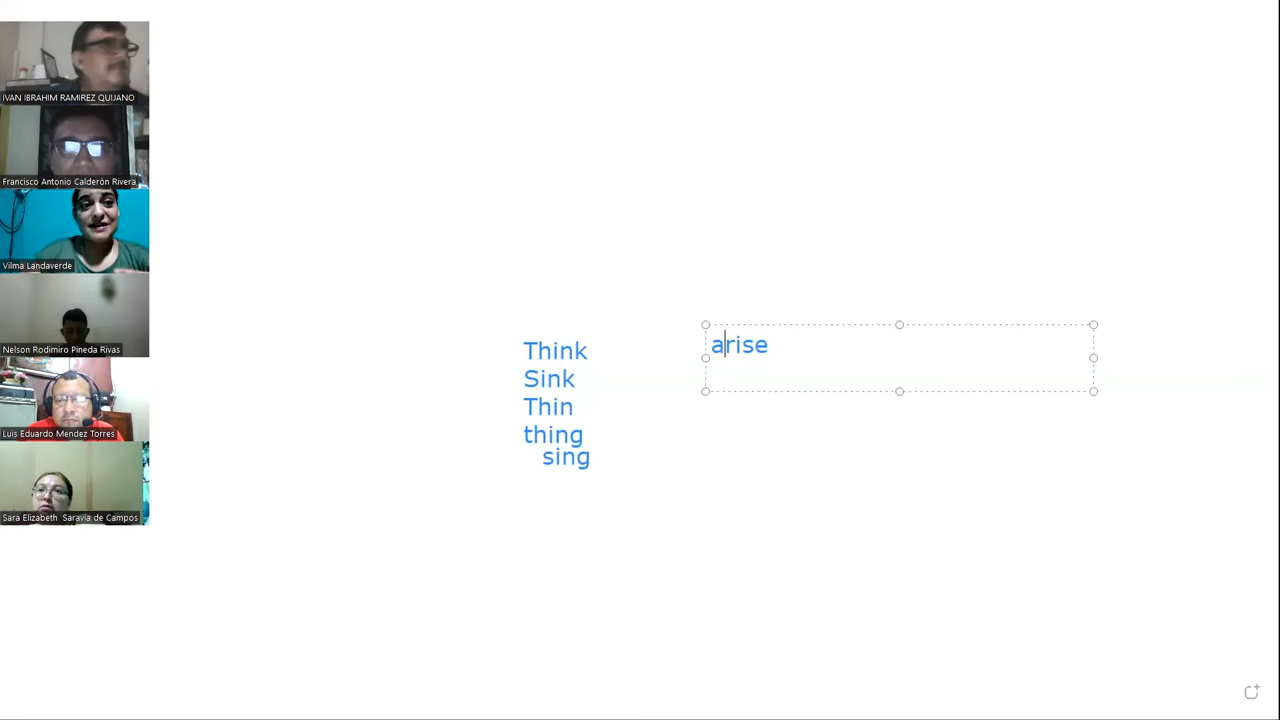 IVAN IBRAHIM RAMIREZ QUIJANO
Francisco Antonio Calderón Rivera
Vilma Landaverde
Nelson Rodimiro Pineda Rivas
Luis Eduardo Mendez Torres
Sara Elizabeth Saravia de Campos
Think
Sink
Thin
thing
sing
arise